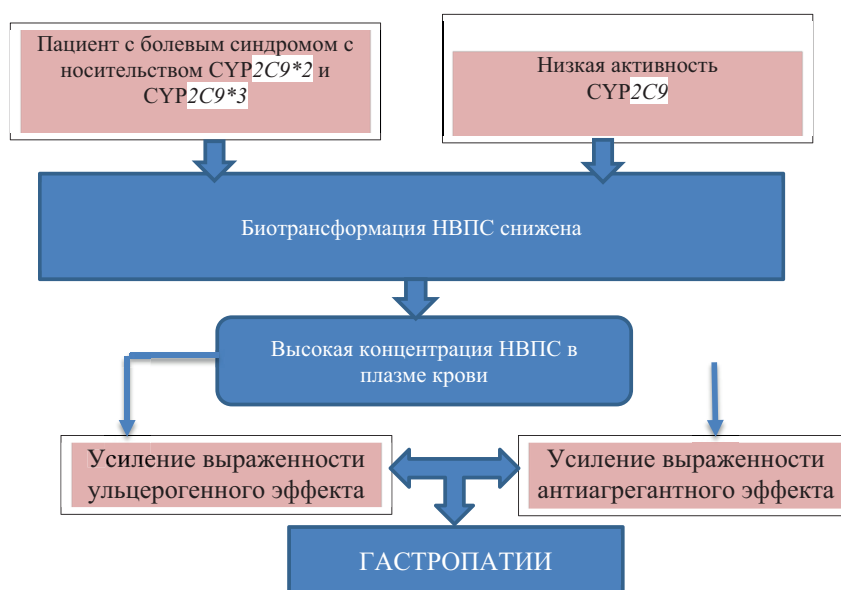 Пациент с болевым синдромом с
носительством CYP2C9*2 и
CYP2C9*3
Низкая активность
CYP2C9
Биотрансформация НВПС снижена
Высокая концентрация НВПС в
плазме крови
Усиление выраженности
ульцерогенного эффекта
Усиление выраженности
антиагрегантного эффекта
ГАСТРОПАТИИ